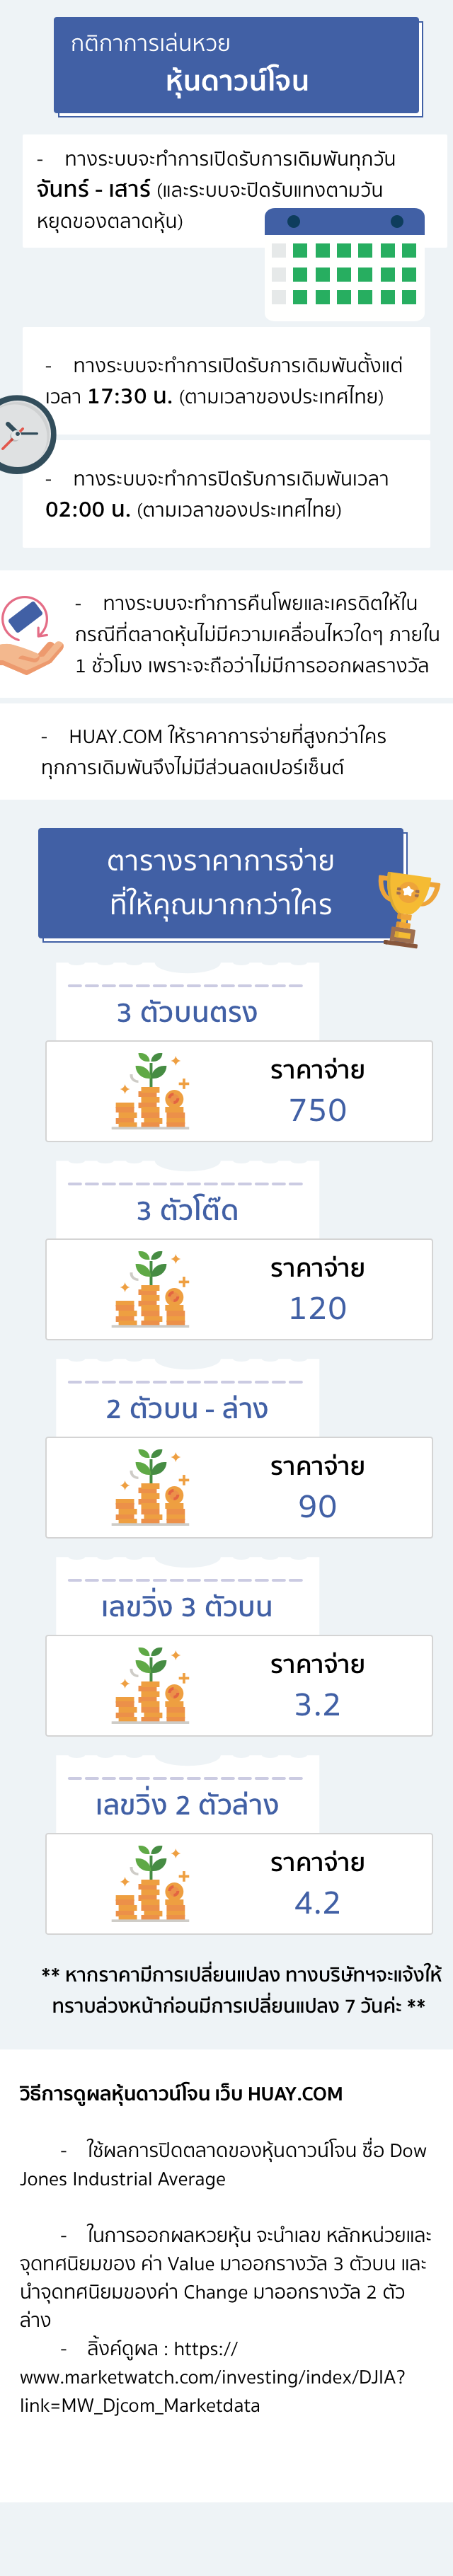 กติกาการเล่นหวย
หุ้นดาวน์โจน
- ทางระบบจะทำการเปิดรับการเดิมพันทุกวัน
จันทร์ - เสาร์ (และระบบจะปิดรับแทงตามวัน
หยุดของตลาดหุ้น)
- ทางระบบจะทำการเปิดรับการเดิมพันตั้งแต่
เวลา 17:30 น. (ตามเวลาของประเทศไทย)
- ทางระบบจะทำการปิดรับการเดิมพันเวลา
02:00 น. (ตามเวลาของประเทศไทย)
- ทางระบบจะทำการคืนโพยและเครดิตให้ใน
กรณีที่ตลาดหุ้นไม่มีความเคลื่อนไหวใดๆ ภายใน
1 ชั่วโมง เพราะจะถือว่าไม่มีการออกผลรางวัล
- HUAY.COM ให้ราคาการจ่ายที่สูงกว่าใคร
ทุกการเดิมพันจึงไม่มีส่วนลดเปอร์เซ็นต์
ตารางราคาการจ่าย
ที่ให้คุณมากกว่าใคร
3 ตัวบนตรง
ราคาจ่าย
750
3 ตัวโต๊ด
ราคาจ่าย
120
2 ตัวบน - ล่าง
ราคาจ่าย
90
เลขวิ่ง 3 ตัวบน
ราคาจ่าย
3.2
เลขวิ่ง 2 ตัวล่าง
ราคาจ่าย
4.2
** หากราคามีการเปลี่ยนแปลง ทางบริษัทฯจะแจ้งให้
ทราบล่วงหน้าก่อนมีการเปลี่ยนแปลง 7 วันค่ะ **
วิธีการดูผลหุ้นดาวน์โจน เว็บ HUAY.COM
- ใช้ผลการปิดตลาดของหุ้นดาวน์โจน ชื่อ Dow
Jones Industrial Average
- ในการออกผลหวยหุ้น จะนำเลข หลักหน่วยและ
จุดทศนิยมของ ค่า Value มาออกรางวัล 3 ตัวบน และ
นำจุดทศนิยมของค่า Change มาออกรางวัล 2 ตัว
ล่าง
- ลิ้งค์ดูผล : https://
www.marketwatch.com/investing/index/DJIA?
link=MW_Djcom_Marketdata